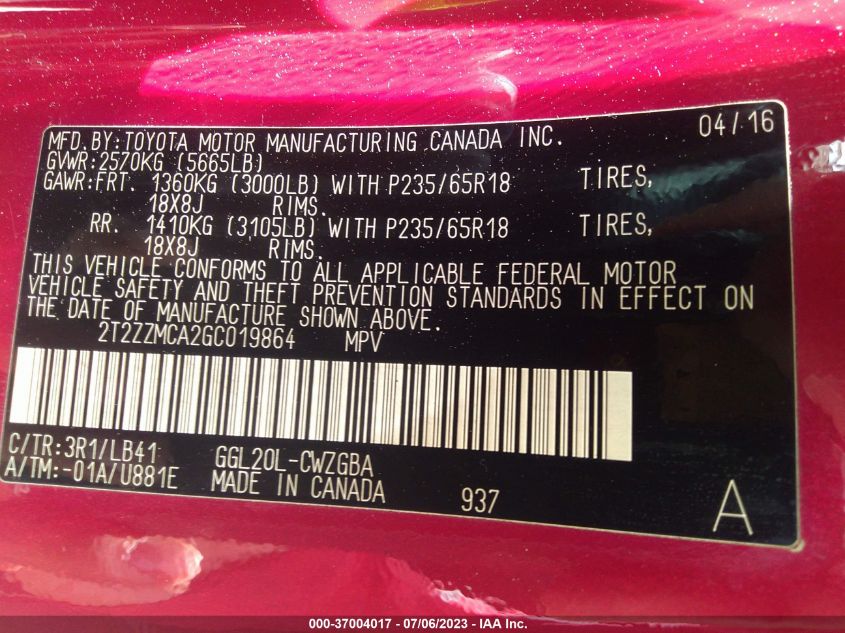 MFD.BY:TOYOTA MOTOR MANUFACTURING CANADA INC. 04/16
GVWR:2570KG (5665LB)
GAWR:FRT. 1360KG (3000LB) WITH P235/65R18 TIRES,
18X8J RIMS.
RR. 1410KG (3105LB) WITH P235/65R18 TIRES,
18X8J RIMS.
THIS VEHICLE CONFORMS TO ALL APPLICABLE FEDERAL MOTOR
VEHICLE SAFETY AND THEFT PREVENTION STANDARDS IN EFFECT ON
THE DATE OF MANUFACTURE SHOWN ABOVE.
2T2ZZMCA2GC019864 MPV
C/TR:3R1/LB41 GGL20L-CWZGBA
A/TM:-01A/U881E MADE IN CANADA 937 A
000-37004017 - 07/06/2023 - IAA Inc.